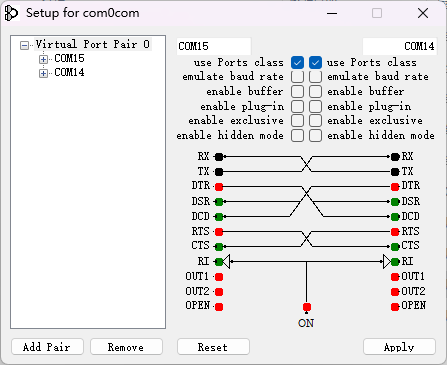 Setup for com0com
Virtual Port Pair 0
COM15
COM14
COM15 COM14
use Ports class use Ports class
emulate baud rate emulate baud rate
enable buffer enable buffer
enable plug-in enable plug-in
enable exclusive enable exclusive
enable hidden mode enable hidden mode
RX RX
TX TX
DTR DTR
DSR DSR
DCD DCD
RTS RTS
CTS CTS
RI RI
OUT1 OUT1
OUT2 OUT2
OPEN OPEN
ON
Add Pair Remove Reset Apply